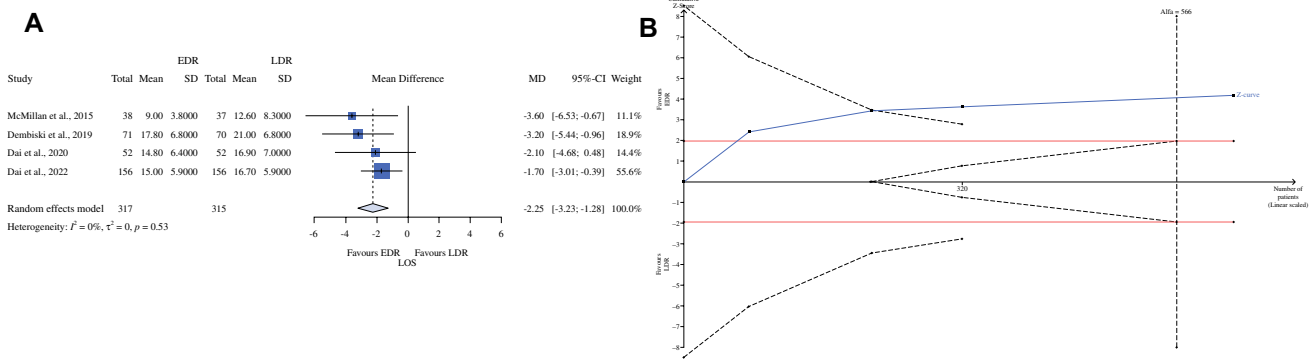 A
EDR LDR
Study Total Mean SD Total Mean SD Mean Difference MD 95%-CI Weight
McMillan et al., 2015 38 9.00 3.8000 37 12.60 8.3000 -3.60 [-6.53; -0.67] 11.1%
Dembiski et al., 2019 71 17.80 6.8000 70 21.00 6.8000 -3.20 [-5.44; -0.96] 18.9%
Dai et al., 2020 52 14.80 6.4000 52 16.90 7.0000 -2.10 [-4.68; 0.48] 14.4%
Dai et al., 2022 156 15.00 5.9000 156 16.70 5.9000 -1.70 [-3.01; -0.39] 55.6%
Random effects model 317 315 -2.25 [-3.23; -1.28] 100.0%
Heterogeneity: I² = 0%, τ² = 0, p = 0.53
-6 -4 -2 0 2 4 6
Favours EDR Favours LDR
LOS
B
Z-Score
Alfa = 566
8
7
6
5
4
3
2
1
Favours
EDR
Z-curve
320
Number of
patients
(Linear scaled)
-1
-2
-3
-4
-5
-6
-7
-8
Favours
LDR